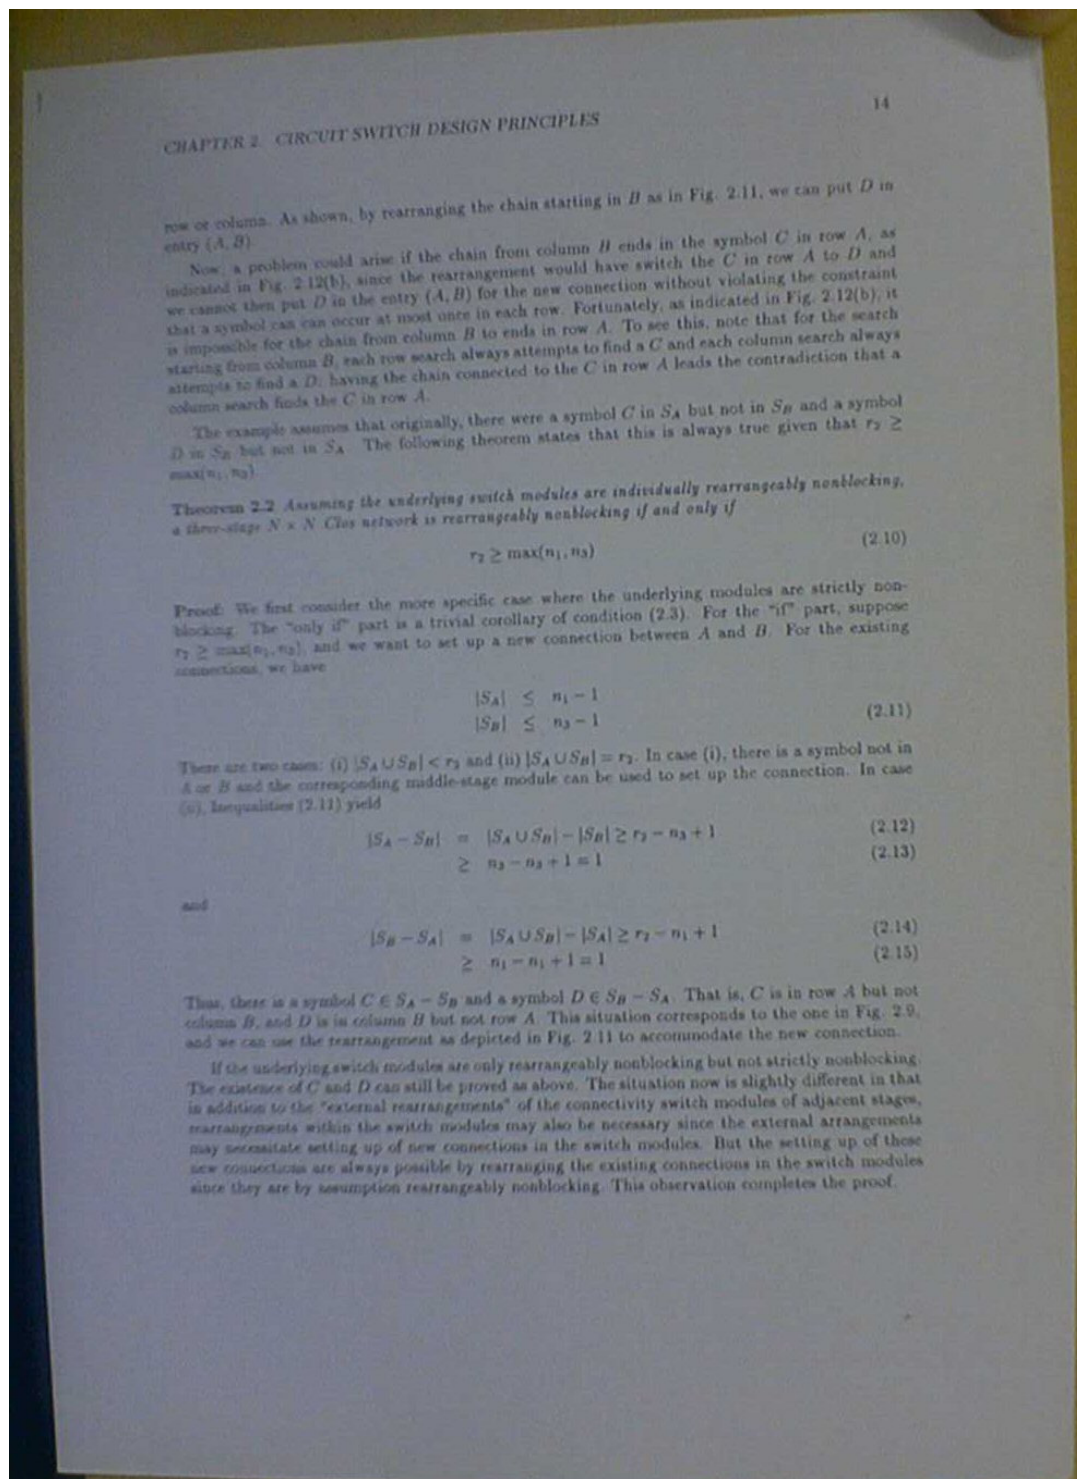 14
CHAPTER 2. CIRCUIT SWITCH DESIGN PRINCIPLES
row or column. As shown, by rearranging the chain starting in B as in Fig. 2.11, we can put D in
entry (A, B).
Now, a problem could arise if the chain from column B ends in the symbol C in row A, as
indicated in Fig. 2.12(b), since the rearrangement would have switch the C in row A to D and
we cannot then put D in the entry (A, B) for the new connection without violating the constraint
that a symbol can can occur at most once in each row. Fortunately, as indicated in Fig. 2.12(b), it
is impossible for the chain from column B to ends in row A. To see this, note that for the search
starting from column B, each row search always attempts to find a C and each column search always
attempts to find a D; having the chain connected to the C in row A leads the contradiction that a
column search finds the C in row A.
The example assumes that originally, there were a symbol C in S_A but not in S_B and a symbol
D in S_B but not in S_A. The following theorem states that this is always true given that r₂ ≥
max(n₁, n₃)
Theorem 2.2 Assuming the underlying switch modules are individually rearrangeably nonblocking,
a three-stage N × N Clos network is rearrangeably nonblocking if and only if
r₂ ≥ max(n₁, n₃) (2.10)
Proof: We first consider the more specific case where the underlying modules are strictly non-
blocking. The "only if" part is a trivial corollary of condition (2.3). For the "if" part, suppose
r₂ ≥ max(n₁, n₃), and we want to set up a new connection between A and B. For the existing
connections, we have
|S_A| ≤ n₁ − 1
|S_B| ≤ n₃ − 1 (2.11)
There are two cases: (i) |S_A ∪ S_B| < r₂ and (ii) |S_A ∪ S_B| = r₂. In case (i), there is a symbol not in
A or B and the corresponding middle-stage module can be used to set up the connection. In case
(ii), Inequalities (2.11) yield
|S_A − S_B| = |S_A ∪ S_B| − |S_B| ≥ r₂ − n₃ + 1 (2.12)
≥ n₃ − n₃ + 1 = 1 (2.13)
and
|S_B − S_A| = |S_A ∪ S_B| − |S_A| ≥ r₂ − n₁ + 1 (2.14)
≥ n₁ − n₁ + 1 = 1 (2.15)
Thus, there is a symbol C ∈ S_A − S_B and a symbol D ∈ S_B − S_A. That is, C is in row A but not
column B, and D is in column B but not row A. This situation corresponds to the one in Fig. 2.9,
and we can use the rearrangement as depicted in Fig. 2.11 to accommodate the new connection.
If the underlying switch modules are only rearrangeably nonblocking but not strictly nonblocking.
The existence of C and D can still be proved as above. The situation now is slightly different in that
in addition to the "external rearrangements" of the connectivity switch modules of adjacent stages,
rearrangements within the switch modules may also be necessary since the external arrangements
may necessitate setting up of new connections in the switch modules. But the setting up of these
new connections are always possible by rearranging the existing connections in the switch modules
since they are by assumption rearrangeably nonblocking. This observation completes the proof.